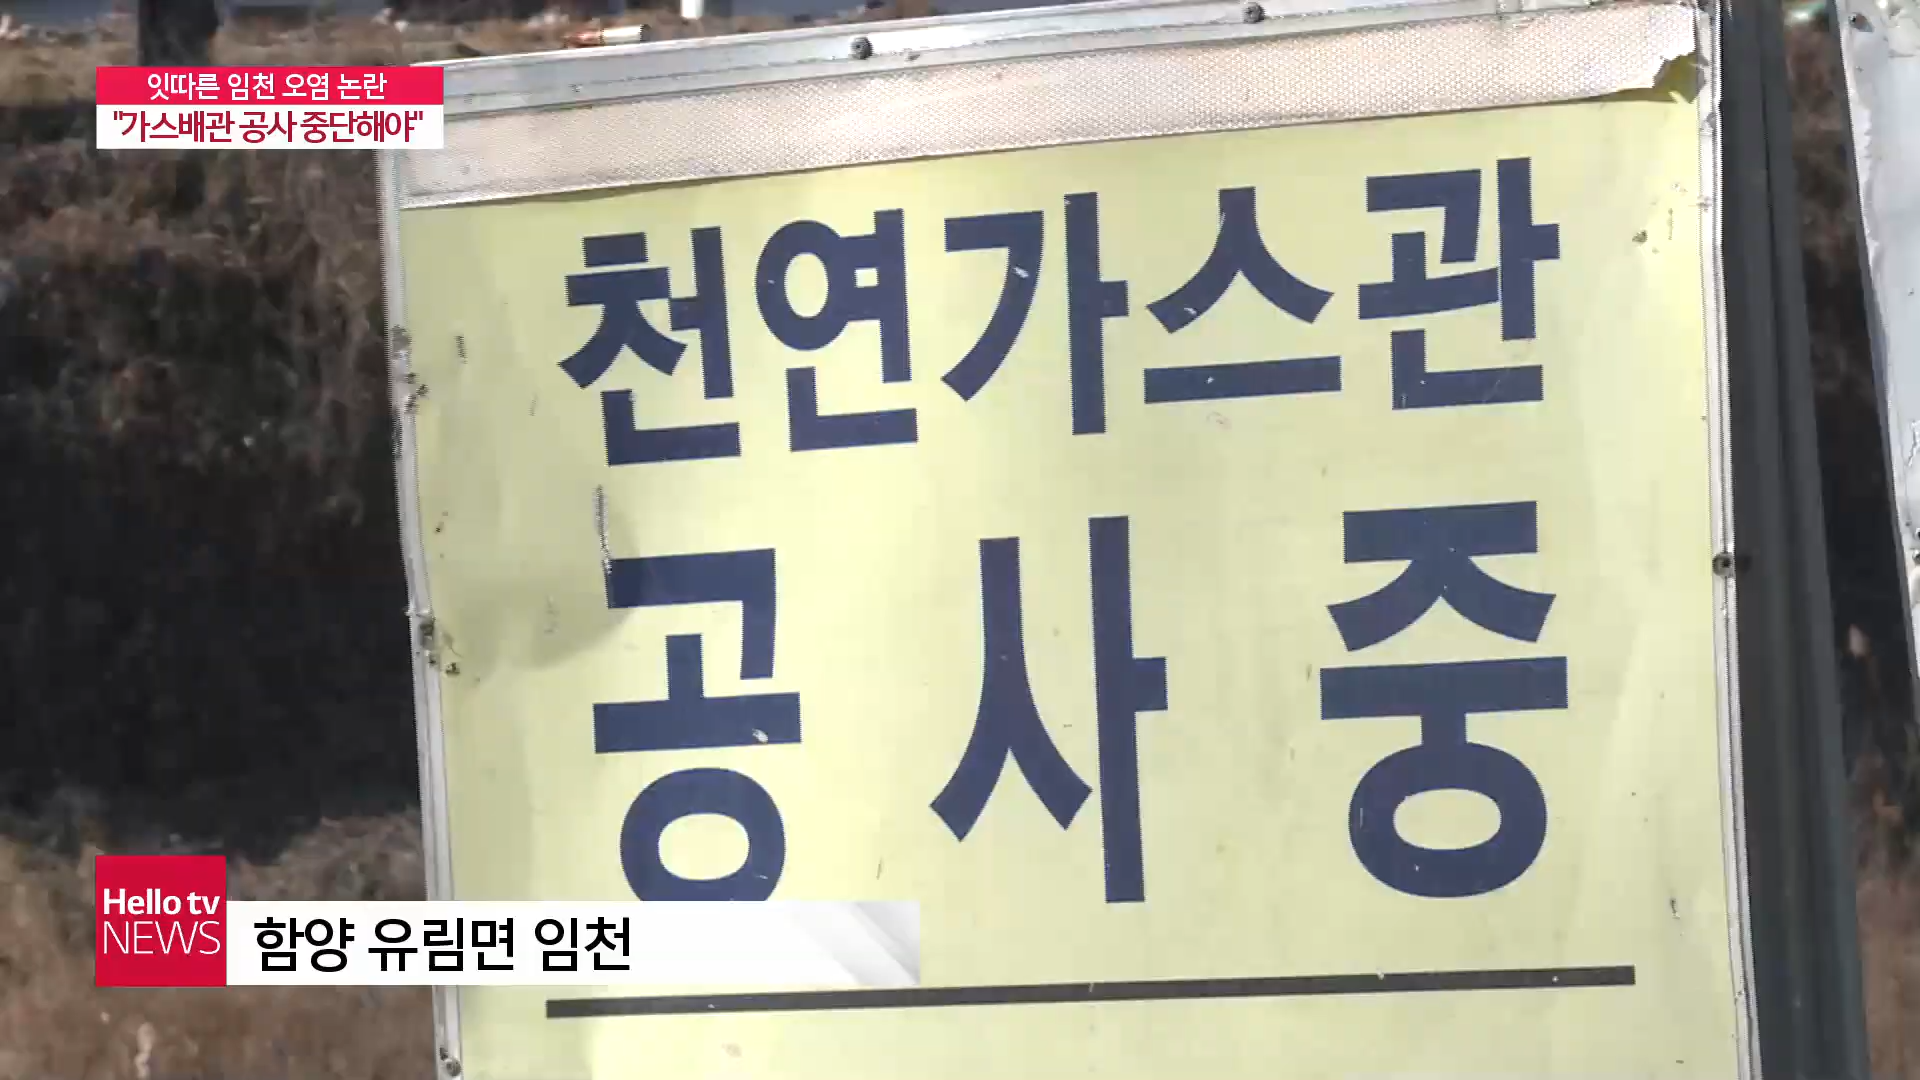 잇따른 임천 오염 논란
"가스배관 공사 중단해야"
천연가스관
공사중
Hello tv
NEWS
함양 유림면 임천